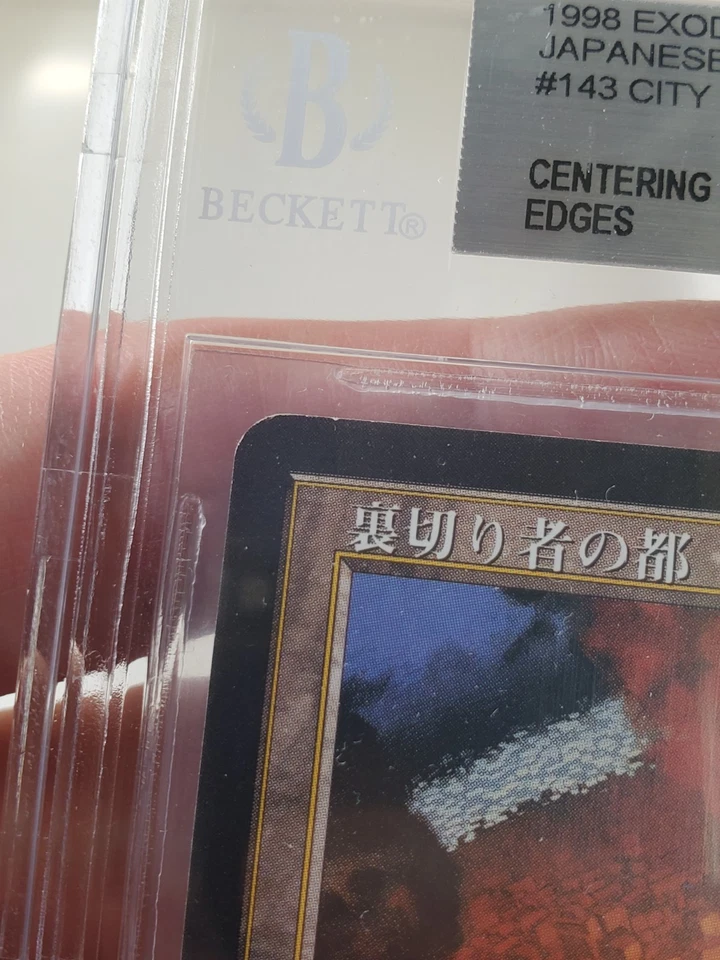 BECKETT®
1998 EXOD
JAPANESE
#143 CITY
CENTERING
EDGES
裏切り者の都